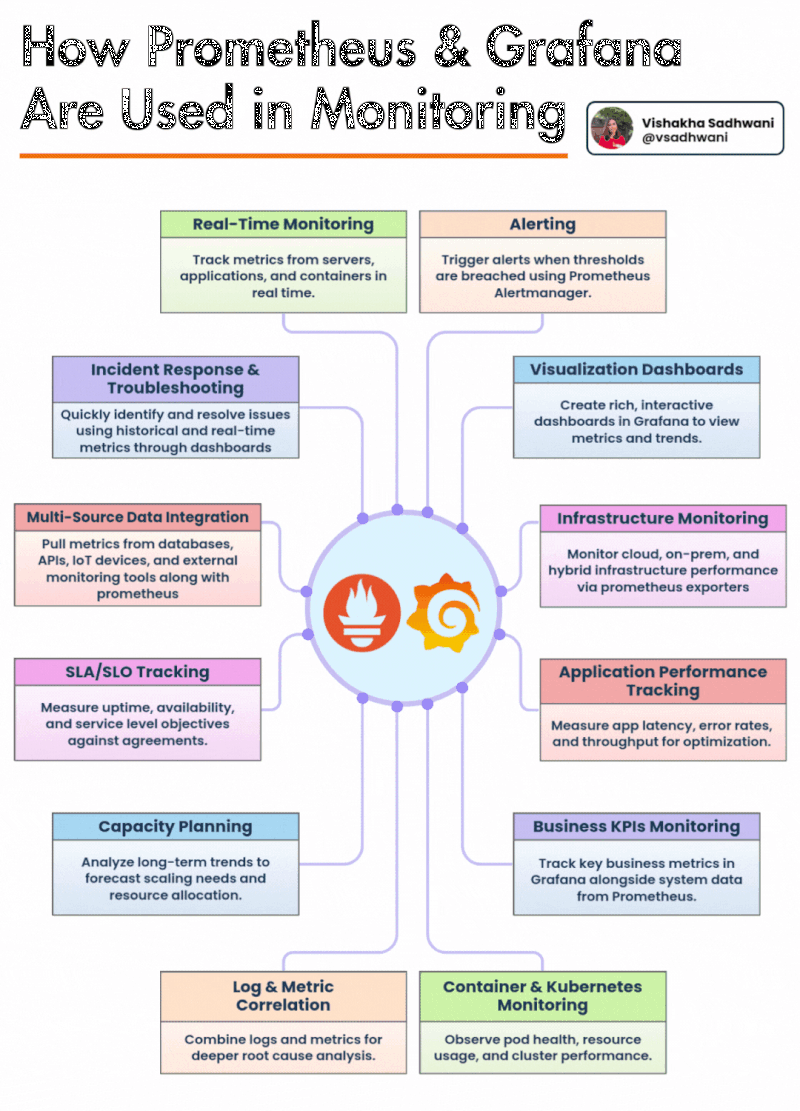 How Prometheus & Grafana
Are Used in Monitoring
Vishakha Sadhwani
@vsadhwani
Real-Time Monitoring
Track metrics from servers,
applications, and containers in
real time.
Alerting
Trigger alerts when thresholds
are breached using Prometheus
Alertmanager.
Incident Response &
Troubleshooting
Quickly identify and resolve issues
using historical and real-time
metrics through dashboards
Visualization Dashboards
Create rich, interactive
dashboards in Grafana to view
metrics and trends.
Multi-Source Data Integration
Pull metrics from databases,
APIs, IoT devices, and external
monitoring tools along with
prometheus
Infrastructure Monitoring
Monitor cloud, on-prem, and
hybrid infrastructure performance
via prometheus exporters
SLA/SLO Tracking
Measure uptime, availability,
and service level objectives
against agreements.
Application Performance
Tracking
Measure app latency, error rates,
and throughput for optimization.
Capacity Planning
Analyze long-term trends to
forecast scaling needs and
resource allocation.
Business KPIs Monitoring
Track key business metrics in
Grafana alongside system data
from Prometheus.
Log & Metric
Correlation
Combine logs and metrics for
deeper root cause analysis.
Container & Kubernetes
Monitoring
Observe pod health, resource
usage, and cluster performance.